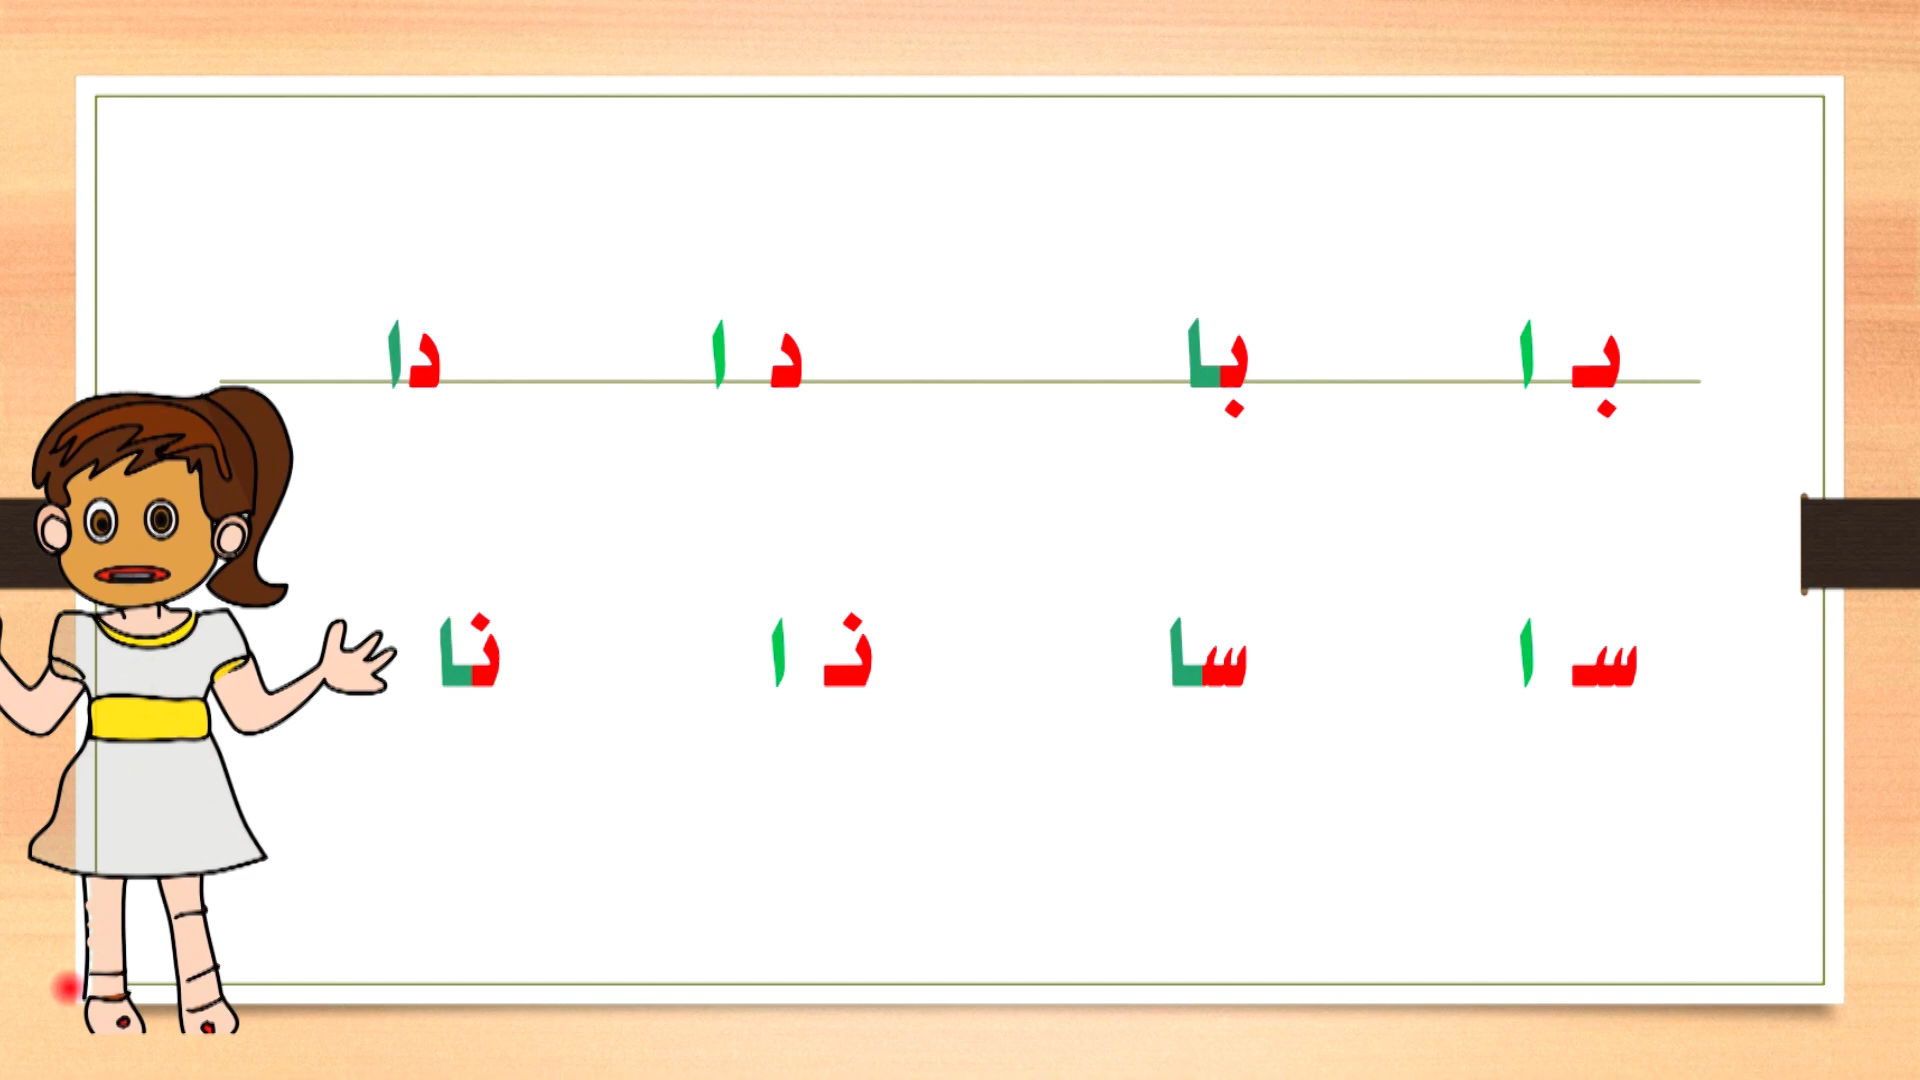 بـ ا با د ا دا
سـ ا سا نـ ا نا